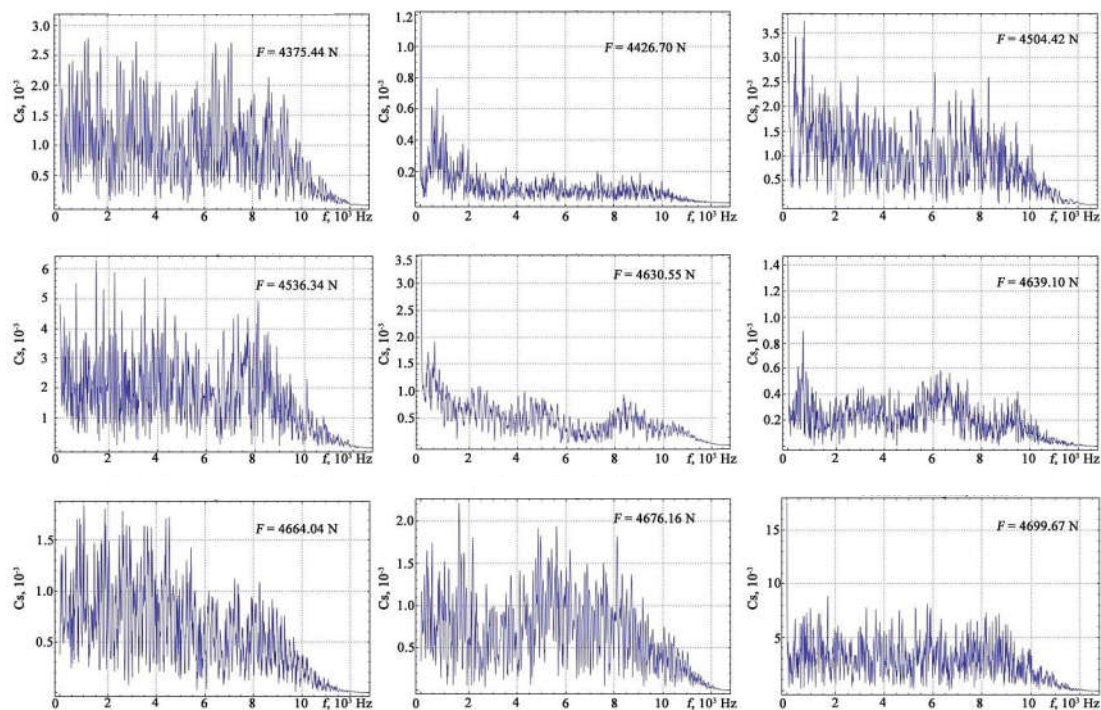 3.0
F = 4375.44 N
2.5
2.0
Cs, 10⁻³
1.5
1.0
0.5
0 2 4 6 8 10 f, 10³ Hz
1.2
F = 4426.70 N
1.0
0.8
Cs, 10⁻³
0.6
0.4
0.2
0 2 4 6 8 10 f, 10³ Hz
3.5
F = 4504.42 N
3.0
2.5
Cs, 10⁻³
2.0
1.5
1.0
0.5
0 2 4 6 8 10 f, 10³ Hz
6
F = 4536.34 N
5
4
Cs, 10⁻³
3
2
1
0 2 4 6 8 10 f, 10³ Hz
3.5
F = 4630.55 N
3.0
2.5
2.0
Cs, 10⁻³
1.5
1.0
0.5
0 2 4 6 8 10 f, 10³ Hz
1.4
F = 4639.10 N
1.2
1.0
0.8
Cs, 10⁻³
0.6
0.4
0.2
0 2 4 6 8 10 f, 10³ Hz
F = 4664.04 N
1.5
Cs, 10⁻³
1.0
0.5
0 2 4 6 8 10 f, 10³ Hz
F = 4676.16 N
2.0
1.5
Cs, 10⁻³
1.0
0.5
0 2 4 6 8 10 f, 10³ Hz
F = 4699.67 N
15
Cs, 10⁻³
10
5
0 2 4 6 8 10 f, 10³ Hz